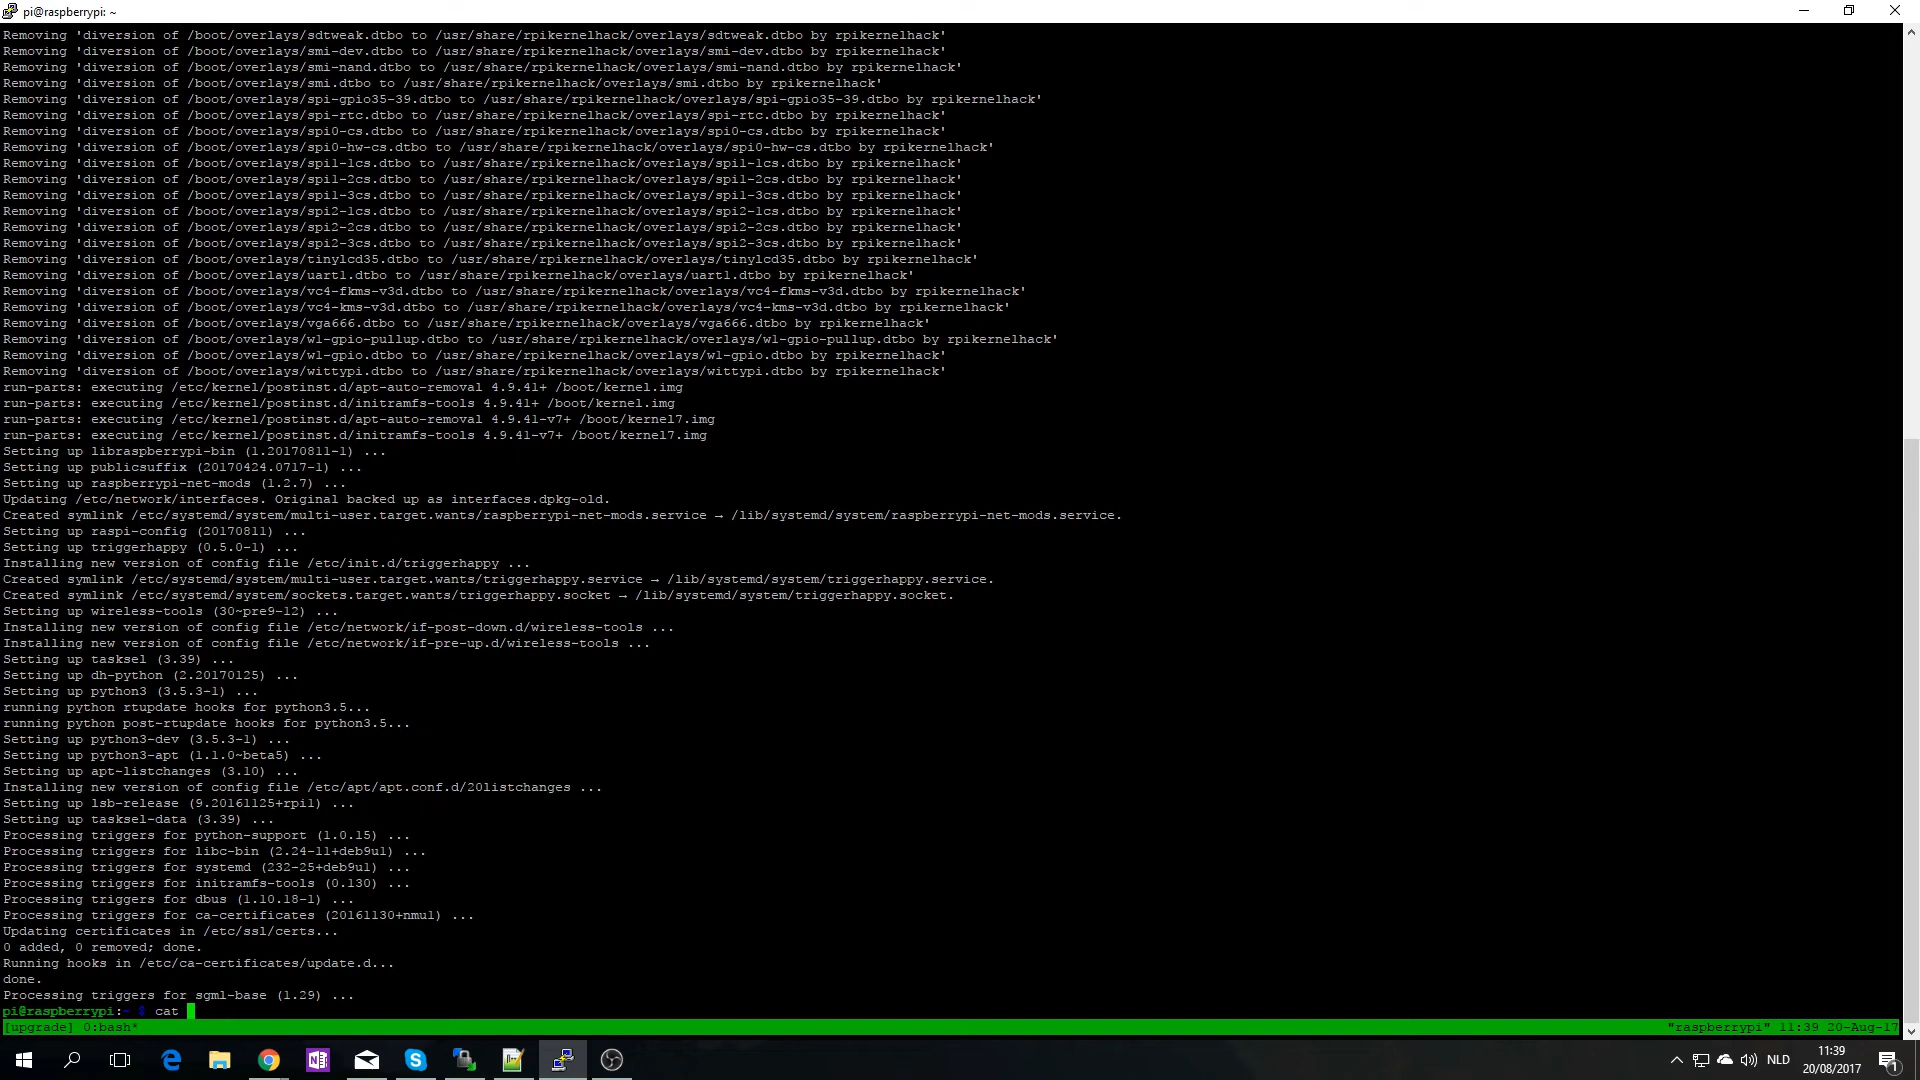 pi@raspberrypi: ~
Removing 'diversion of /boot/overlays/sdtweak.dtbo to /usr/share/rpikernelhack/overlays/sdtweak.dtbo by rpikernelhack'
Removing 'diversion of /boot/overlays/smi-dev.dtbo to /usr/share/rpikernelhack/overlays/smi-dev.dtbo by rpikernelhack'
Removing 'diversion of /boot/overlays/smi-nand.dtbo to /usr/share/rpikernelhack/overlays/smi-nand.dtbo by rpikernelhack'
Removing 'diversion of /boot/overlays/smi.dtbo to /usr/share/rpikernelhack/overlays/smi.dtbo by rpikernelhack'
Removing 'diversion of /boot/overlays/spi-gpio35-39.dtbo to /usr/share/rpikernelhack/overlays/spi-gpio35-39.dtbo by rpikernelhack'
Removing 'diversion of /boot/overlays/spi-rtc.dtbo to /usr/share/rpikernelhack/overlays/spi-rtc.dtbo by rpikernelhack'
Removing 'diversion of /boot/overlays/spi0-cs.dtbo to /usr/share/rpikernelhack/overlays/spi0-cs.dtbo by rpikernelhack'
Removing 'diversion of /boot/overlays/spi0-hw-cs.dtbo to /usr/share/rpikernelhack/overlays/spi0-hw-cs.dtbo by rpikernelhack'
Removing 'diversion of /boot/overlays/spi1-1cs.dtbo to /usr/share/rpikernelhack/overlays/spi1-1cs.dtbo by rpikernelhack'
Removing 'diversion of /boot/overlays/spi1-2cs.dtbo to /usr/share/rpikernelhack/overlays/spi1-2cs.dtbo by rpikernelhack'
Removing 'diversion of /boot/overlays/spi1-3cs.dtbo to /usr/share/rpikernelhack/overlays/spi1-3cs.dtbo by rpikernelhack'
Removing 'diversion of /boot/overlays/spi2-1cs.dtbo to /usr/share/rpikernelhack/overlays/spi2-1cs.dtbo by rpikernelhack'
Removing 'diversion of /boot/overlays/spi2-2cs.dtbo to /usr/share/rpikernelhack/overlays/spi2-2cs.dtbo by rpikernelhack'
Removing 'diversion of /boot/overlays/spi2-3cs.dtbo to /usr/share/rpikernelhack/overlays/spi2-3cs.dtbo by rpikernelhack'
Removing 'diversion of /boot/overlays/tinylcd35.dtbo to /usr/share/rpikernelhack/overlays/tinylcd35.dtbo by rpikernelhack'
Removing 'diversion of /boot/overlays/uart1.dtbo to /usr/share/rpikernelhack/overlays/uart1.dtbo by rpikernelhack'
Removing 'diversion of /boot/overlays/vc4-fkms-v3d.dtbo to /usr/share/rpikernelhack/overlays/vc4-fkms-v3d.dtbo by rpikernelhack'
Removing 'diversion of /boot/overlays/vc4-kms-v3d.dtbo to /usr/share/rpikernelhack/overlays/vc4-kms-v3d.dtbo by rpikernelhack'
Removing 'diversion of /boot/overlays/vga666.dtbo to /usr/share/rpikernelhack/overlays/vga666.dtbo by rpikernelhack'
Removing 'diversion of /boot/overlays/w1-gpio-pullup.dtbo to /usr/share/rpikernelhack/overlays/w1-gpio-pullup.dtbo by rpikernelhack'
Removing 'diversion of /boot/overlays/w1-gpio.dtbo to /usr/share/rpikernelhack/overlays/w1-gpio.dtbo by rpikernelhack'
Removing 'diversion of /boot/overlays/wittypi.dtbo to /usr/share/rpikernelhack/overlays/wittypi.dtbo by rpikernelhack'
run-parts: executing /etc/kernel/postinst.d/apt-auto-removal 4.9.41+ /boot/kernel.img
run-parts: executing /etc/kernel/postinst.d/initramfs-tools 4.9.41+ /boot/kernel.img
run-parts: executing /etc/kernel/postinst.d/apt-auto-removal 4.9.41-v7+ /boot/kernel7.img
run-parts: executing /etc/kernel/postinst.d/initramfs-tools 4.9.41-v7+ /boot/kernel7.img
Setting up libraspberrypi-bin (1.20170811-1) ...
Setting up publicsuffix (20170424.0717-1) ...
Setting up raspberrypi-net-mods (1.2.7) ...
Updating /etc/network/interfaces. Original backed up as interfaces.dpkg-old.
Created symlink /etc/systemd/system/multi-user.target.wants/raspberrypi-net-mods.service → /lib/systemd/system/raspberrypi-net-mods.service.
Setting up raspi-config (20170811) ...
Setting up triggerhappy (0.5.0-1) ...
Installing new version of config file /etc/init.d/triggerhappy ...
Created symlink /etc/systemd/system/multi-user.target.wants/triggerhappy.service → /lib/systemd/system/triggerhappy.service.
Created symlink /etc/systemd/system/sockets.target.wants/triggerhappy.socket → /lib/systemd/system/triggerhappy.socket.
Setting up wireless-tools (30~pre9-12) ...
Installing new version of config file /etc/network/if-post-down.d/wireless-tools ...
Installing new version of config file /etc/network/if-pre-up.d/wireless-tools ...
Setting up tasksel (3.39) ...
Setting up dh-python (2.20170125) ...
Setting up python3 (3.5.3-1) ...
running python rtupdate hooks for python3.5...
running python post-rtupdate hooks for python3.5...
Setting up python3-dev (3.5.3-1) ...
Setting up python3-apt (1.1.0~beta5) ...
Setting up apt-listchanges (3.10) ...
Installing new version of config file /etc/apt/apt.conf.d/20listchanges ...
Setting up lsb-release (9.20161125+rpi1) ...
Setting up tasksel-data (3.39) ...
Processing triggers for python-support (1.0.15) ...
Processing triggers for libc-bin (2.24-11+deb9u1) ...
Processing triggers for systemd (232-25+deb9u1) ...
Processing triggers for initramfs-tools (0.130) ...
Processing triggers for dbus (1.10.18-1) ...
Processing triggers for ca-certificates (20161130+nmu1) ...
Updating certificates in /etc/ssl/certs...
0 added, 0 removed; done.
Running hooks in /etc/ca-certificates/update.d...
done.
Processing triggers for sgml-base (1.29) ...
pi@raspberrypi:~ $ cat
[upgrade] 0:bash* "raspberrypi" 11:39 20-Aug-17
NLD
11:39
20/08/2017
1